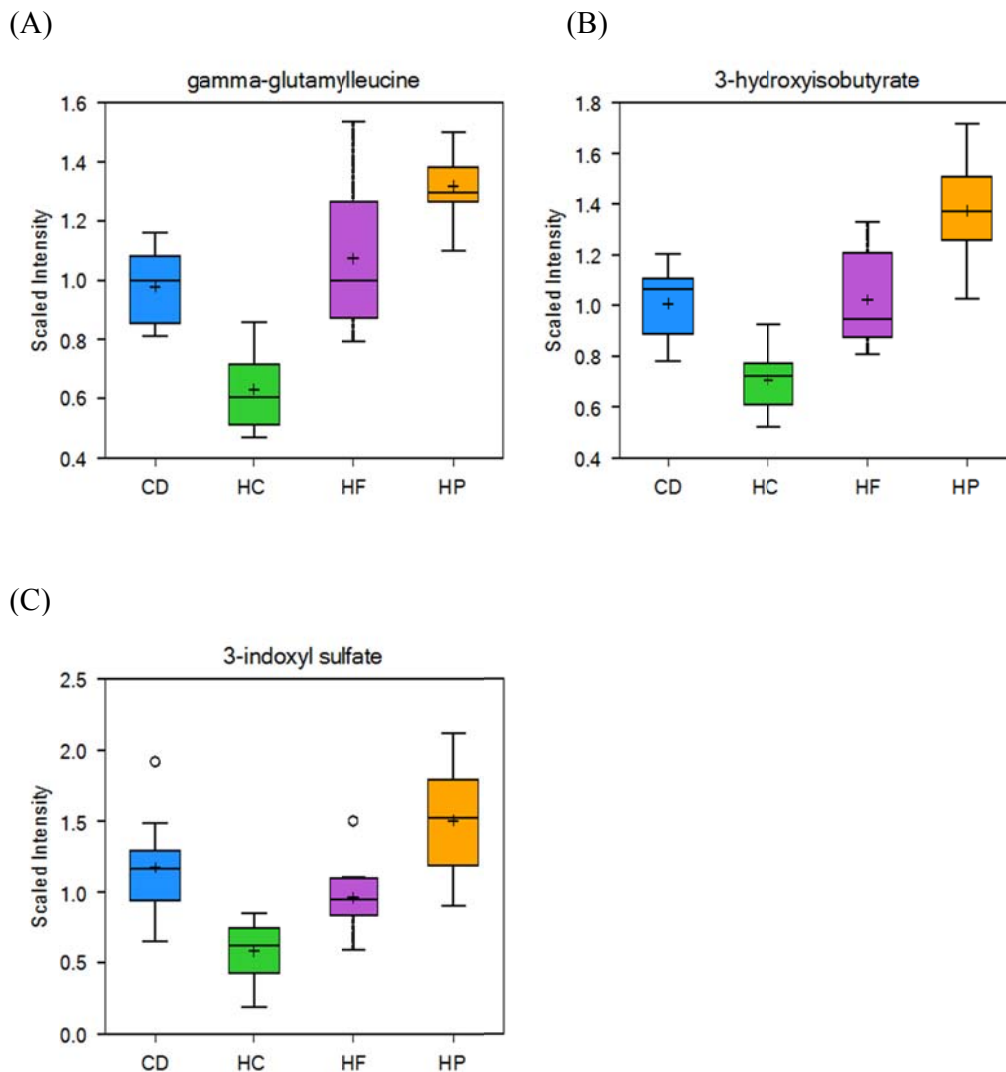 (A)
gamma-glutamylleucine
Scaled Intensity
1.6
1.4
1.2
1.0
0.8
0.6
0.4
CD HC HF HP
(B)
3-hydroxyisobutyrate
Scaled Intensity
1.8
1.6
1.4
1.2
1.0
0.8
0.6
0.4
CD HC HF HP
(C)
3-indoxyl sulfate
Scaled Intensity
2.5
2.0
1.5
1.0
0.5
0.0
CD HC HF HP